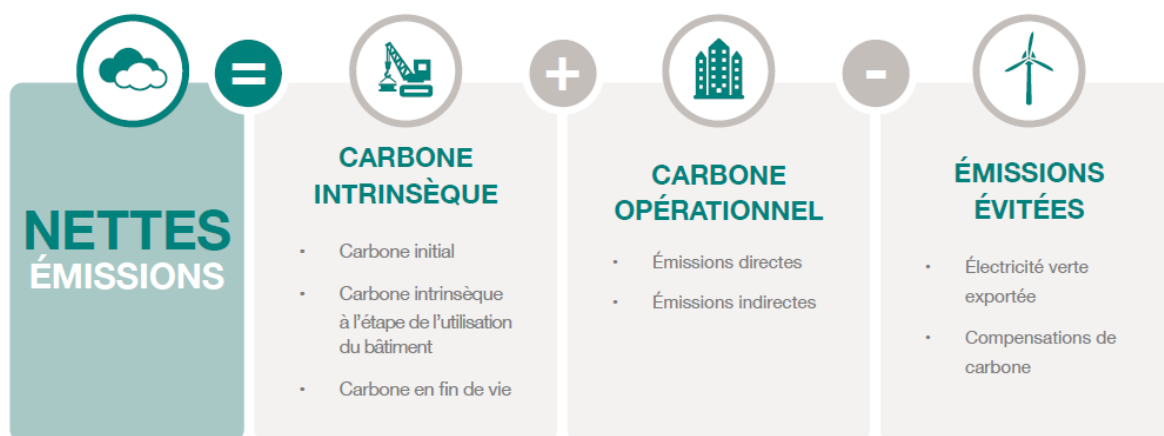 NETTES
ÉMISSIONS
=
CARBONE
INTRINSÈQUE
• Carbone initial
• Carbone intrinsèque
à l'étape de l'utilisation
du bâtiment
• Carbone en fin de vie
+
CARBONE
OPÉRATIONNEL
• Émissions directes
• Émissions indirectes
-
ÉMISSIONS
ÉVITÉES
• Électricité verte
exportée
• Compensations de
carbone